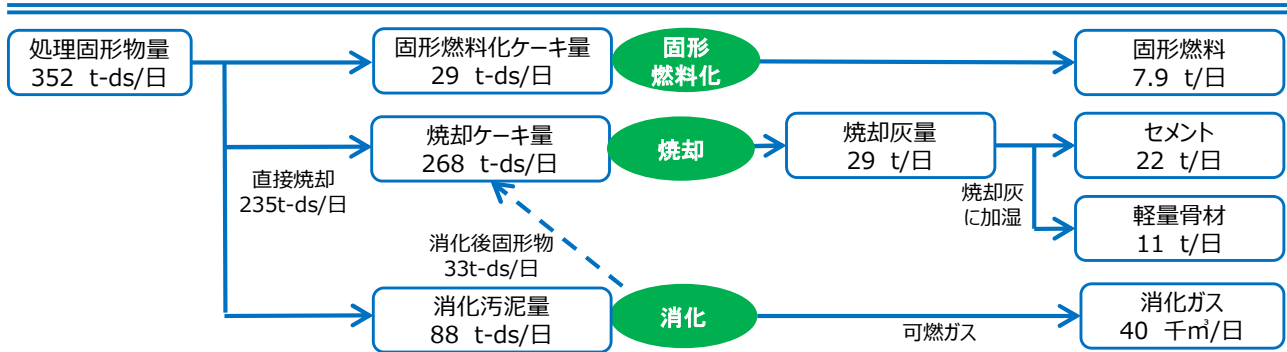 処理固形物量
352 t-ds/日
固形燃料化ケーキ量
29 t-ds/日
固形
燃料化
固形燃料
7.9 t/日
焼却ケーキ量
268 t-ds/日
焼却
焼却灰量
29 t/日
セメント
22 t/日
直接焼却
235t-ds/日
焼却灰
に加湿
軽量骨材
11 t/日
消化後固形物
33t-ds/日
消化汚泥量
88 t-ds/日
消化
可燃ガス
消化ガス
40 千㎥/日